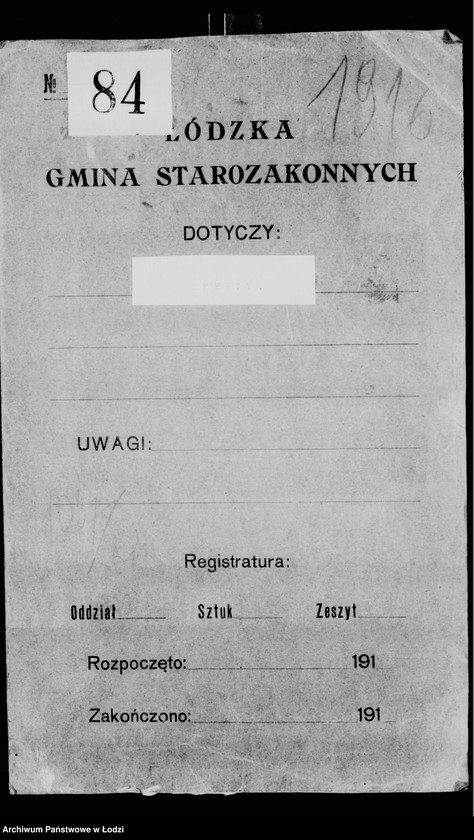 № 84
1916
ŁÓDZKA
GMINA STAROZAKONNYCH
DOTYCZY:
UWAGI:
Registratura:
Oddział Sztuk Zeszyt
Rozpoczęto: 191
Zakończono: 191
Archiwum Państwowe w Łodzi